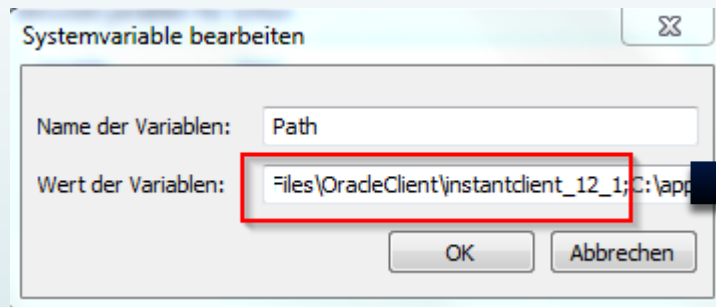 Systemvariable bearbeiten
Name der Variablen: Path
Wert der Variablen: Files\OracleClient\instantclient_12_1;C:\app
OK Abbrechen